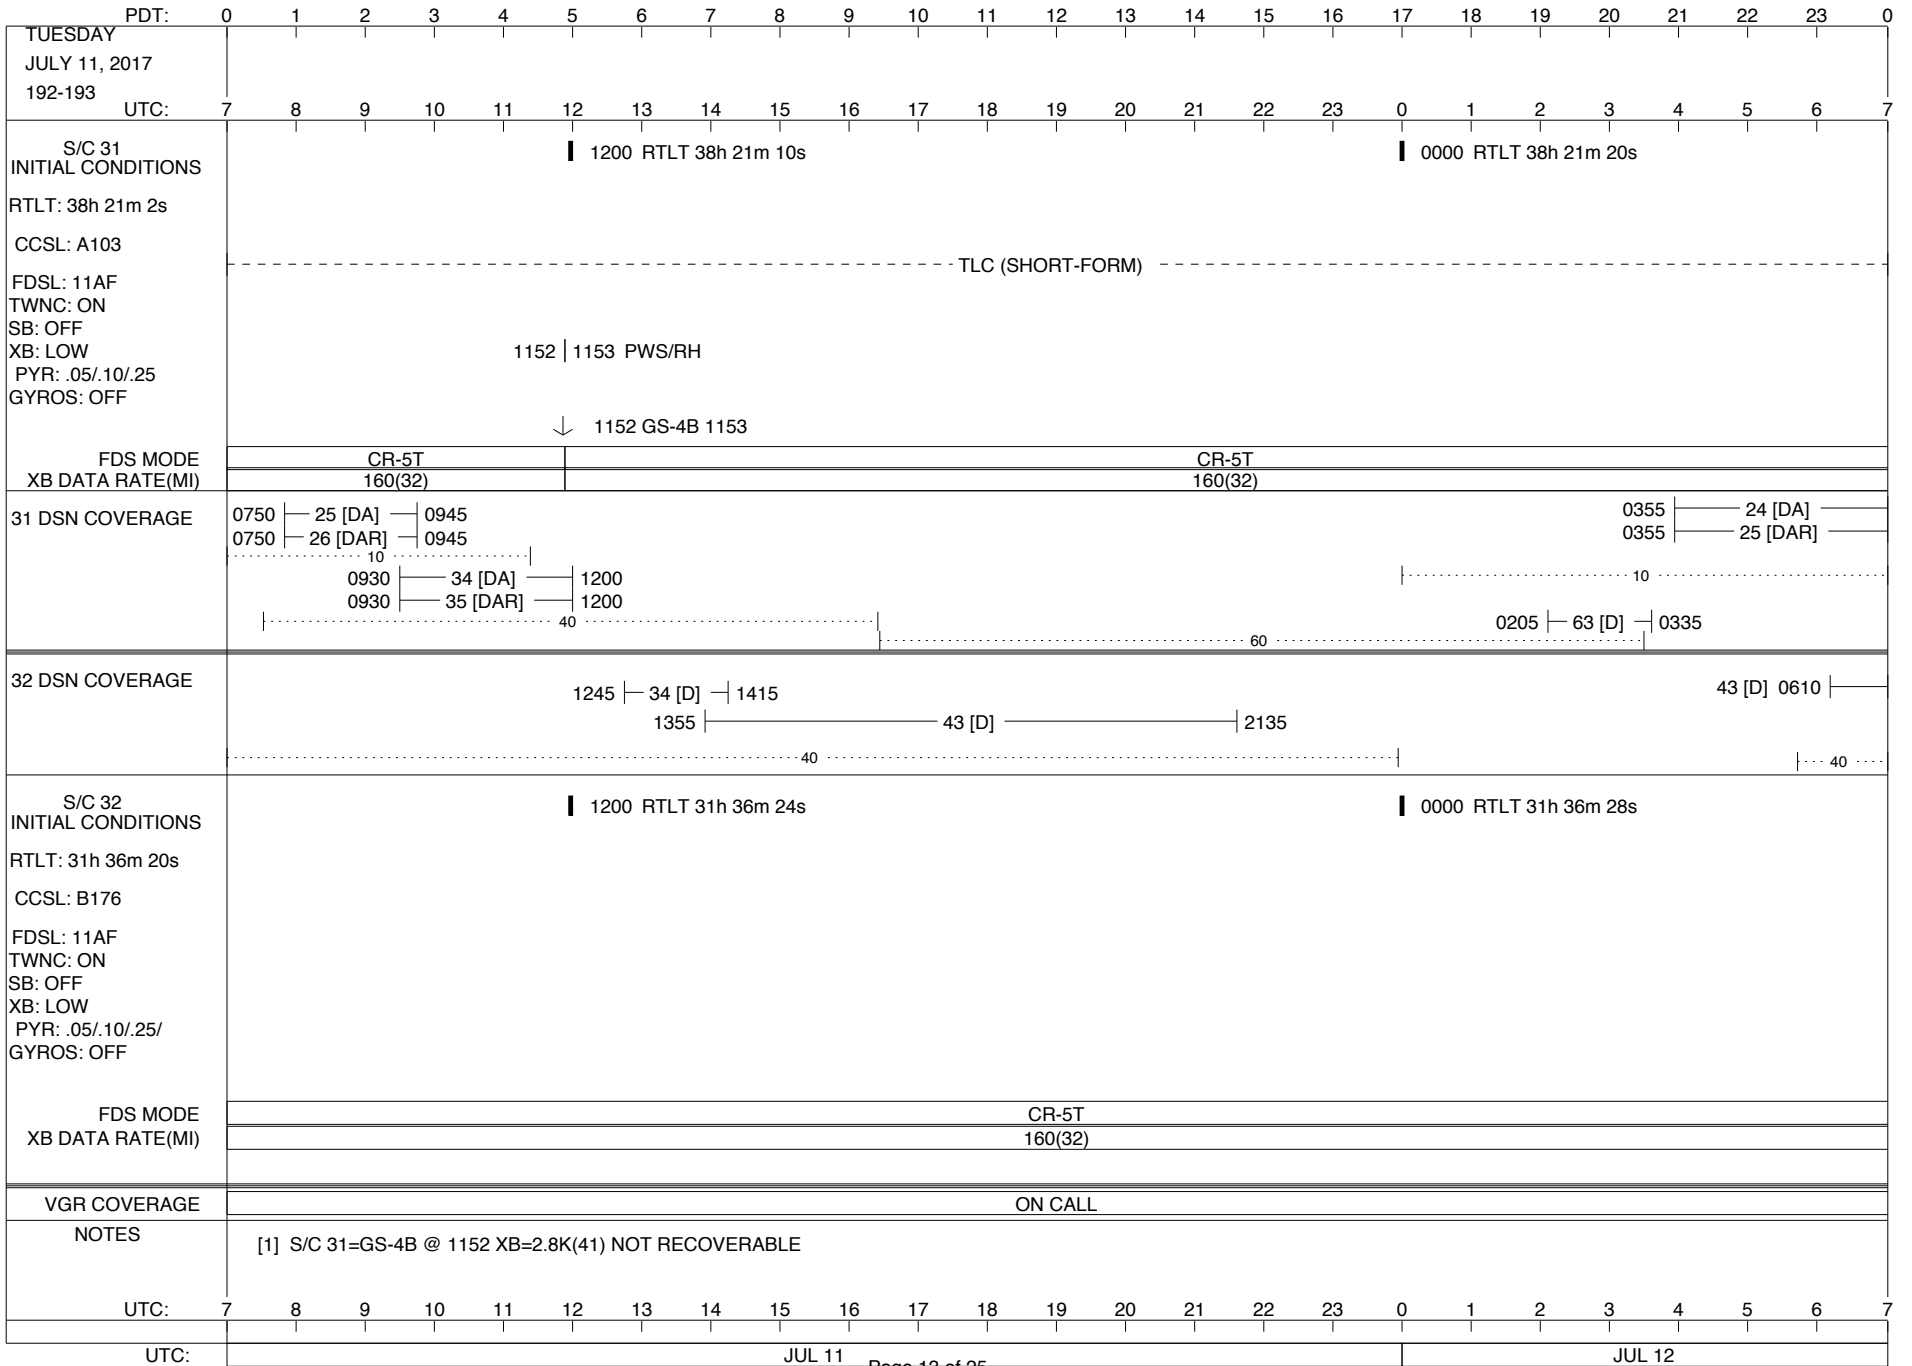 PDT: 0 1 2 3 4 5 6 7 8 9 10 11 12 13 14 15 16 17 18 19 20 21 22 23 0
TUESDAY
JULY 11, 2017
192-193
UTC: 7 8 9 10 11 12 13 14 15 16 17 18 19 20 21 22 23 0 1 2 3 4 5 6 7
S/C 31
INITIAL CONDITIONS
1200 RTLT 38h 21m 10s
0000 RTLT 38h 21m 20s
RTLT: 38h 21m 2s
CCSL: A103
TLC (SHORT-FORM)
FDSL: 11AF
TWNC: ON
SB: OFF
XB: LOW
1152 1153 PWS/RH
PYR: .05/.10/.25
GYROS: OFF
1152 GS-4B 1153
FDS MODE CR-5T CR-5T
XB DATA RATE(MI) 160(32) 160(32)
31 DSN COVERAGE
0750 25 [DA] 0945
0355 24 [DA]
0750 26 [DAR] 0945
0355 25 [DAR]
10
0930 34 [DA] 1200
10
0930 35 [DAR] 1200
40
0205 63 [D] 0335
60
32 DSN COVERAGE
1245 34 [D] 1415
43 [D] 0610
1355 43 [D] 2135
40
40
S/C 32
INITIAL CONDITIONS
1200 RTLT 31h 36m 24s
0000 RTLT 31h 36m 28s
RTLT: 31h 36m 20s
CCSL: B176
FDSL: 11AF
TWNC: ON
SB: OFF
XB: LOW
PYR: .05/.10/.25/
GYROS: OFF
FDS MODE CR-5T
XB DATA RATE(MI) 160(32)
VGR COVERAGE ON CALL
NOTES
[1] S/C 31=GS-4B @ 1152 XB=2.8K(41) NOT RECOVERABLE
UTC: 7 8 9 10 11 12 13 14 15 16 17 18 19 20 21 22 23 0 1 2 3 4 5 6 7
UTC: JUL 11 JUL 12